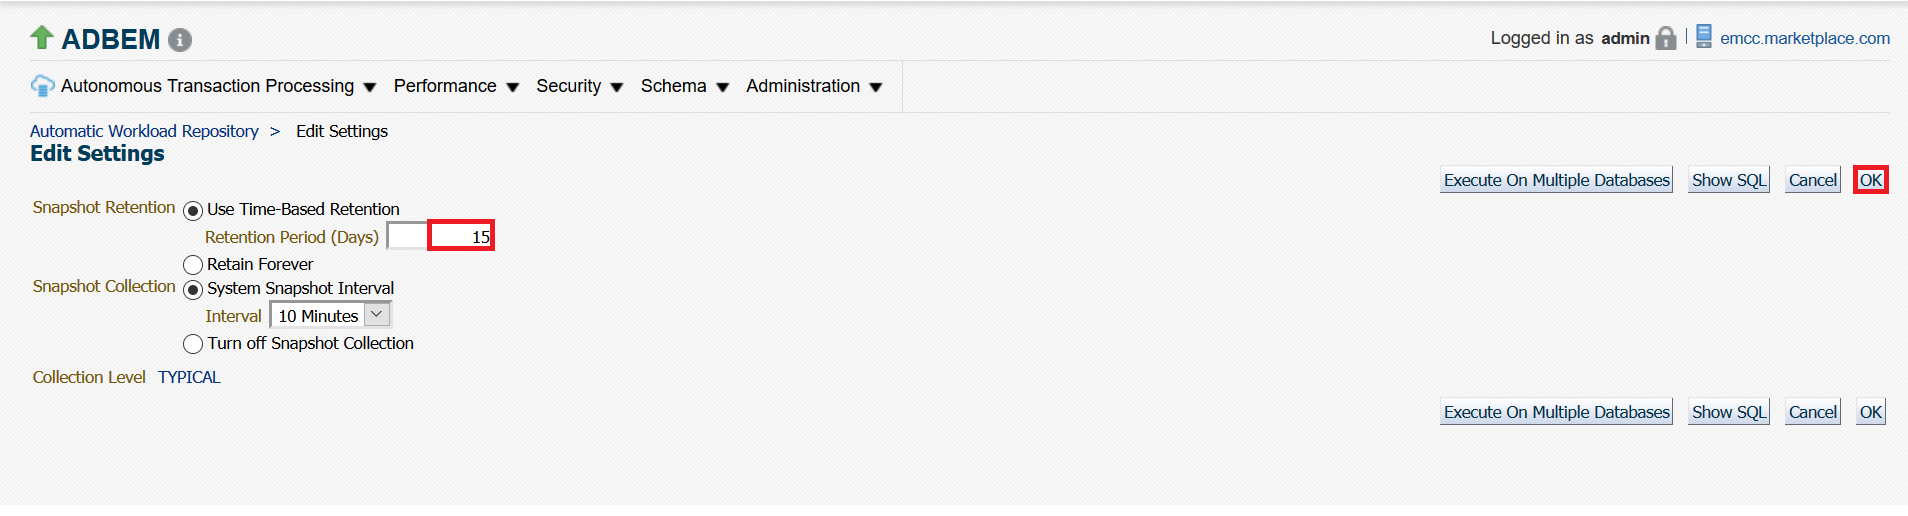 ADBEM
Logged in as admin emcc.marketplace.com
Autonomous Transaction Processing Performance Security Schema Administration
Automatic Workload Repository > Edit Settings
Edit Settings
Execute On Multiple Databases Show SQL Cancel OK
Snapshot Retention Use Time-Based Retention
Retention Period (Days) 15
Retain Forever
Snapshot Collection System Snapshot Interval
Interval 10 Minutes
Turn off Snapshot Collection
Collection Level TYPICAL
Execute On Multiple Databases Show SQL Cancel OK